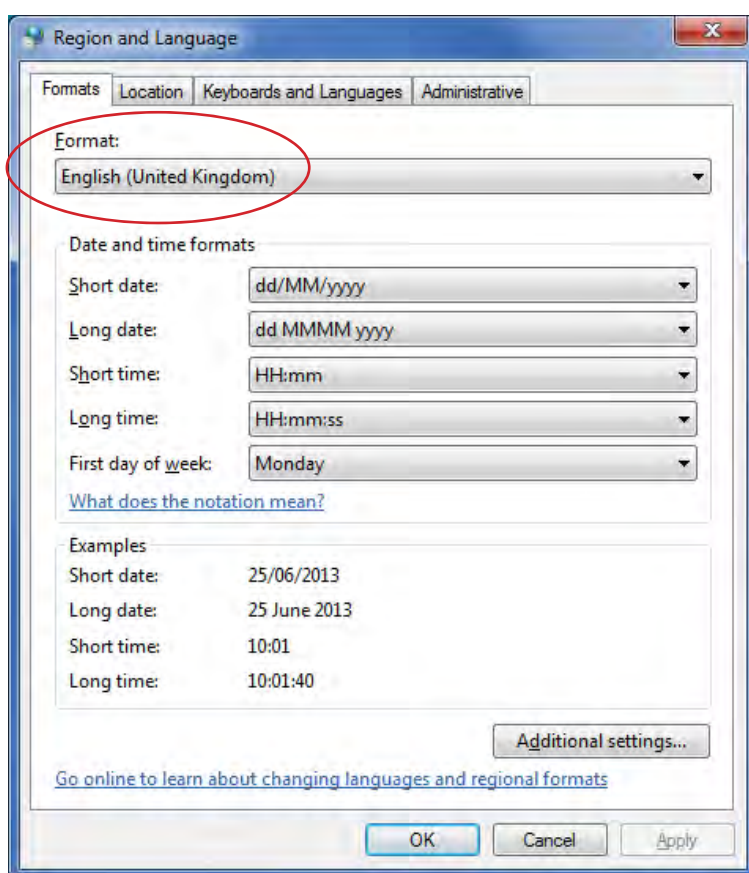 Region and Language
Formats Location Keyboards and Languages Administrative
Format:
English (United Kingdom)
Date and time formats
Short date: dd/MM/yyyy
Long date: dd MMMM yyyy
Short time: HH:mm
Long time: HH:mm:ss
First day of week: Monday
What does the notation mean?
Examples
Short date: 25/06/2013
Long date: 25 June 2013
Short time: 10:01
Long time: 10:01:40
Additional settings...
Go online to learn about changing languages and regional formats
OK Cancel Apply